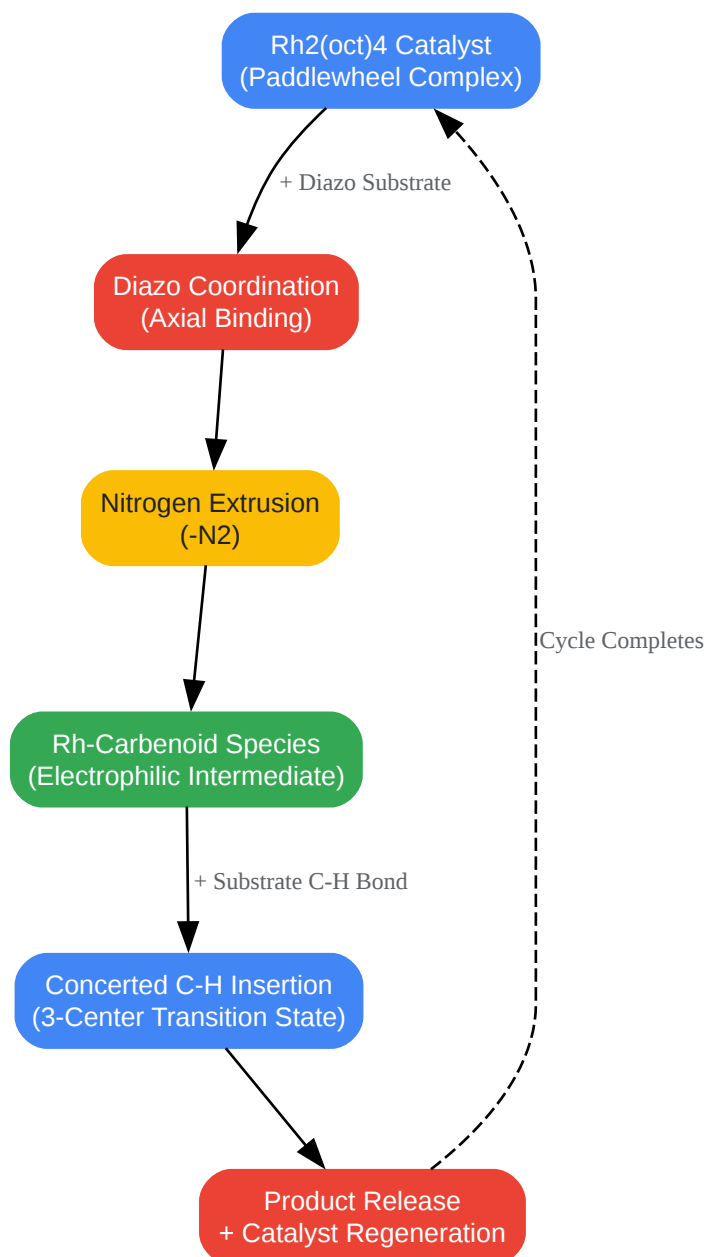 Rh2(oct)4 Catalyst
(Paddlewheel Complex)
+ Diazo Substrate
Diazo Coordination
(Axial Binding)
Nitrogen Extrusion
(-N2)
Cycle Completes
Rh-Carbenoid Species
(Electrophilic Intermediate)
+ Substrate C-H Bond
Concerted C-H Insertion
(3-Center Transition State)
Product Release
+ Catalyst Regeneration